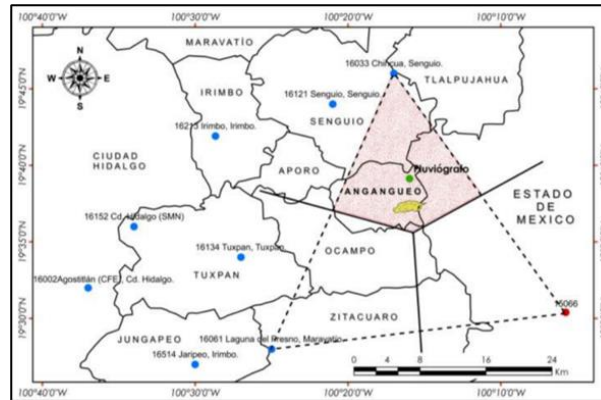 100°40'0"W 100°30'0"W 100°20'0"W 100°10'0"W
N
W E
S
MARAVATÍO
16033 Chincua, Senguio.
TLALPUJAHUA
19°45'0"N
IRIMBO
16121 Senguio, Senguio.
SENGUIO
16213 Irimbo, Irimbo.
CIUDAD
HIDALGO
APORO
Pluviógrafo
19°40'0"N
ANGANGUEO
ESTADO
DE
MEXICO
16152 Cd. Hidalgo (SMN)
19°35'0"N
16134 Tuxpan, Tuxpan.
OCAMPO
TUXPAN
16002Agostitlán (CFE), Cd. Hidalgo.
19°30'0"N
15066
ZITACUARO
JUNGAPEO
16061 Laguna del Fresno, Maravatío.
16514 Jaripeo, Irimbo.
0 4 8 16 24
Km
100°40'0"W 100°30'0"W 100°20'0"W 100°10'0"W